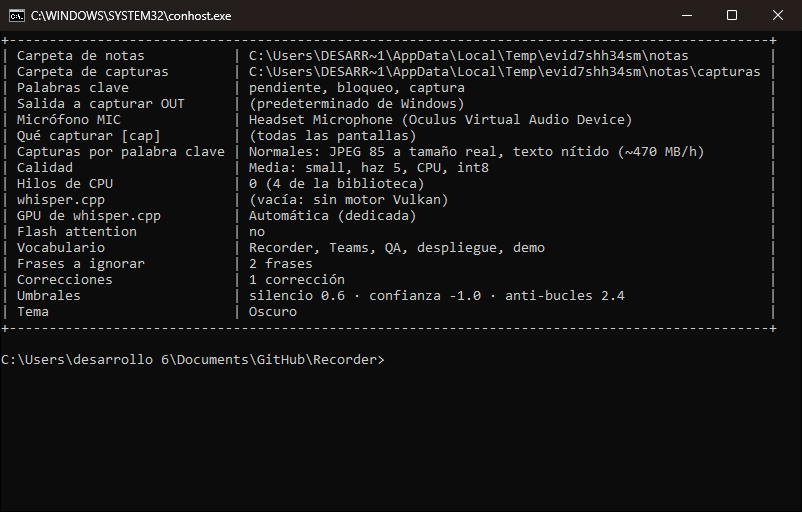 C:\WINDOWS\SYSTEM32\conhost.exe
+-----------------------------------------------------------------------------------------------+
| Carpeta de notas           | C:\Users\DESARR~1\AppData\Local\Temp\evid7shh34sm\notas          |
| Carpeta de capturas        | C:\Users\DESARR~1\AppData\Local\Temp\evid7shh34sm\notas\capturas |
| Palabras clave             | pendiente, bloqueo, captura                                      |
| Salida a capturar OUT      | (predeterminado de Windows)                                      |
| Micrófono MIC              | Headset Microphone (Oculus Virtual Audio Device)                 |
| Qué capturar [cap]         | (todas las pantallas)                                            |
| Capturas por palabra clave | Normales: JPEG 85 a tamaño real, texto nítido (~470 MB/h)        |
| Calidad                    | Media: small, haz 5, CPU, int8                                   |
| Hilos de CPU               | 0 (4 de la biblioteca)                                           |
| whisper.cpp                | (vacía: sin motor Vulkan)                                        |
| GPU de whisper.cpp         | Automática (dedicada)                                            |
| Flash attention            | no                                                               |
| Vocabulario                | Recorder, Teams, QA, despliegue, demo                            |
| Frases a ignorar           | 2 frases                                                         |
| Correcciones               | 1 corrección                                                     |
| Umbrales                   | silencio 0.6 · confianza -1.0 · anti-bucles 2.4                  |
| Tema                       | Oscuro                                                           |
+-----------------------------------------------------------------------------------------------+
C:\Users\desarrollo 6\Documents\GitHub\Recorder>